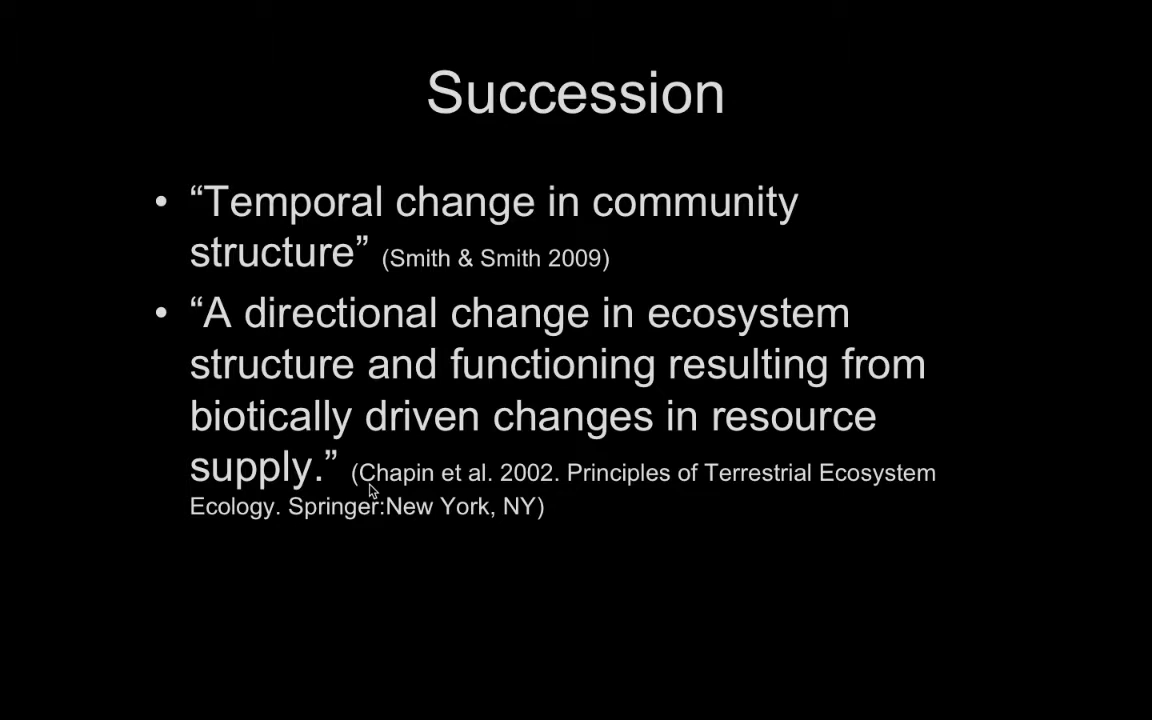 Succession
• “Temporal change in community
structure” (Smith & Smith 2009)
• “A directional change in ecosystem
structure and functioning resulting from
biotically driven changes in resource
supply.” (Chapin et al. 2002. Principles of Terrestrial Ecosystem
Ecology. Springer:New York, NY)